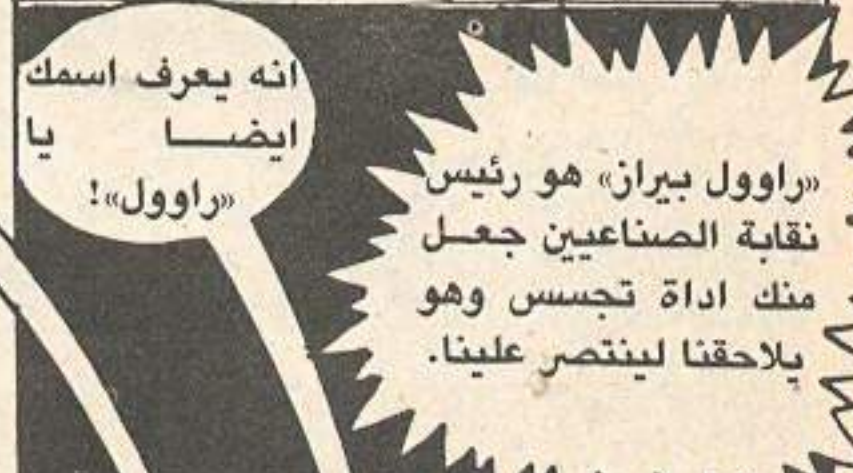 «راوول بيراز» هو رئيس
نقابة الصناعيين جعـل
منك اداة تجسس وهو
يلاحقنا لينتصر علينا.
انه يعرف اسمك
ايضـــا يا
«راوول»!